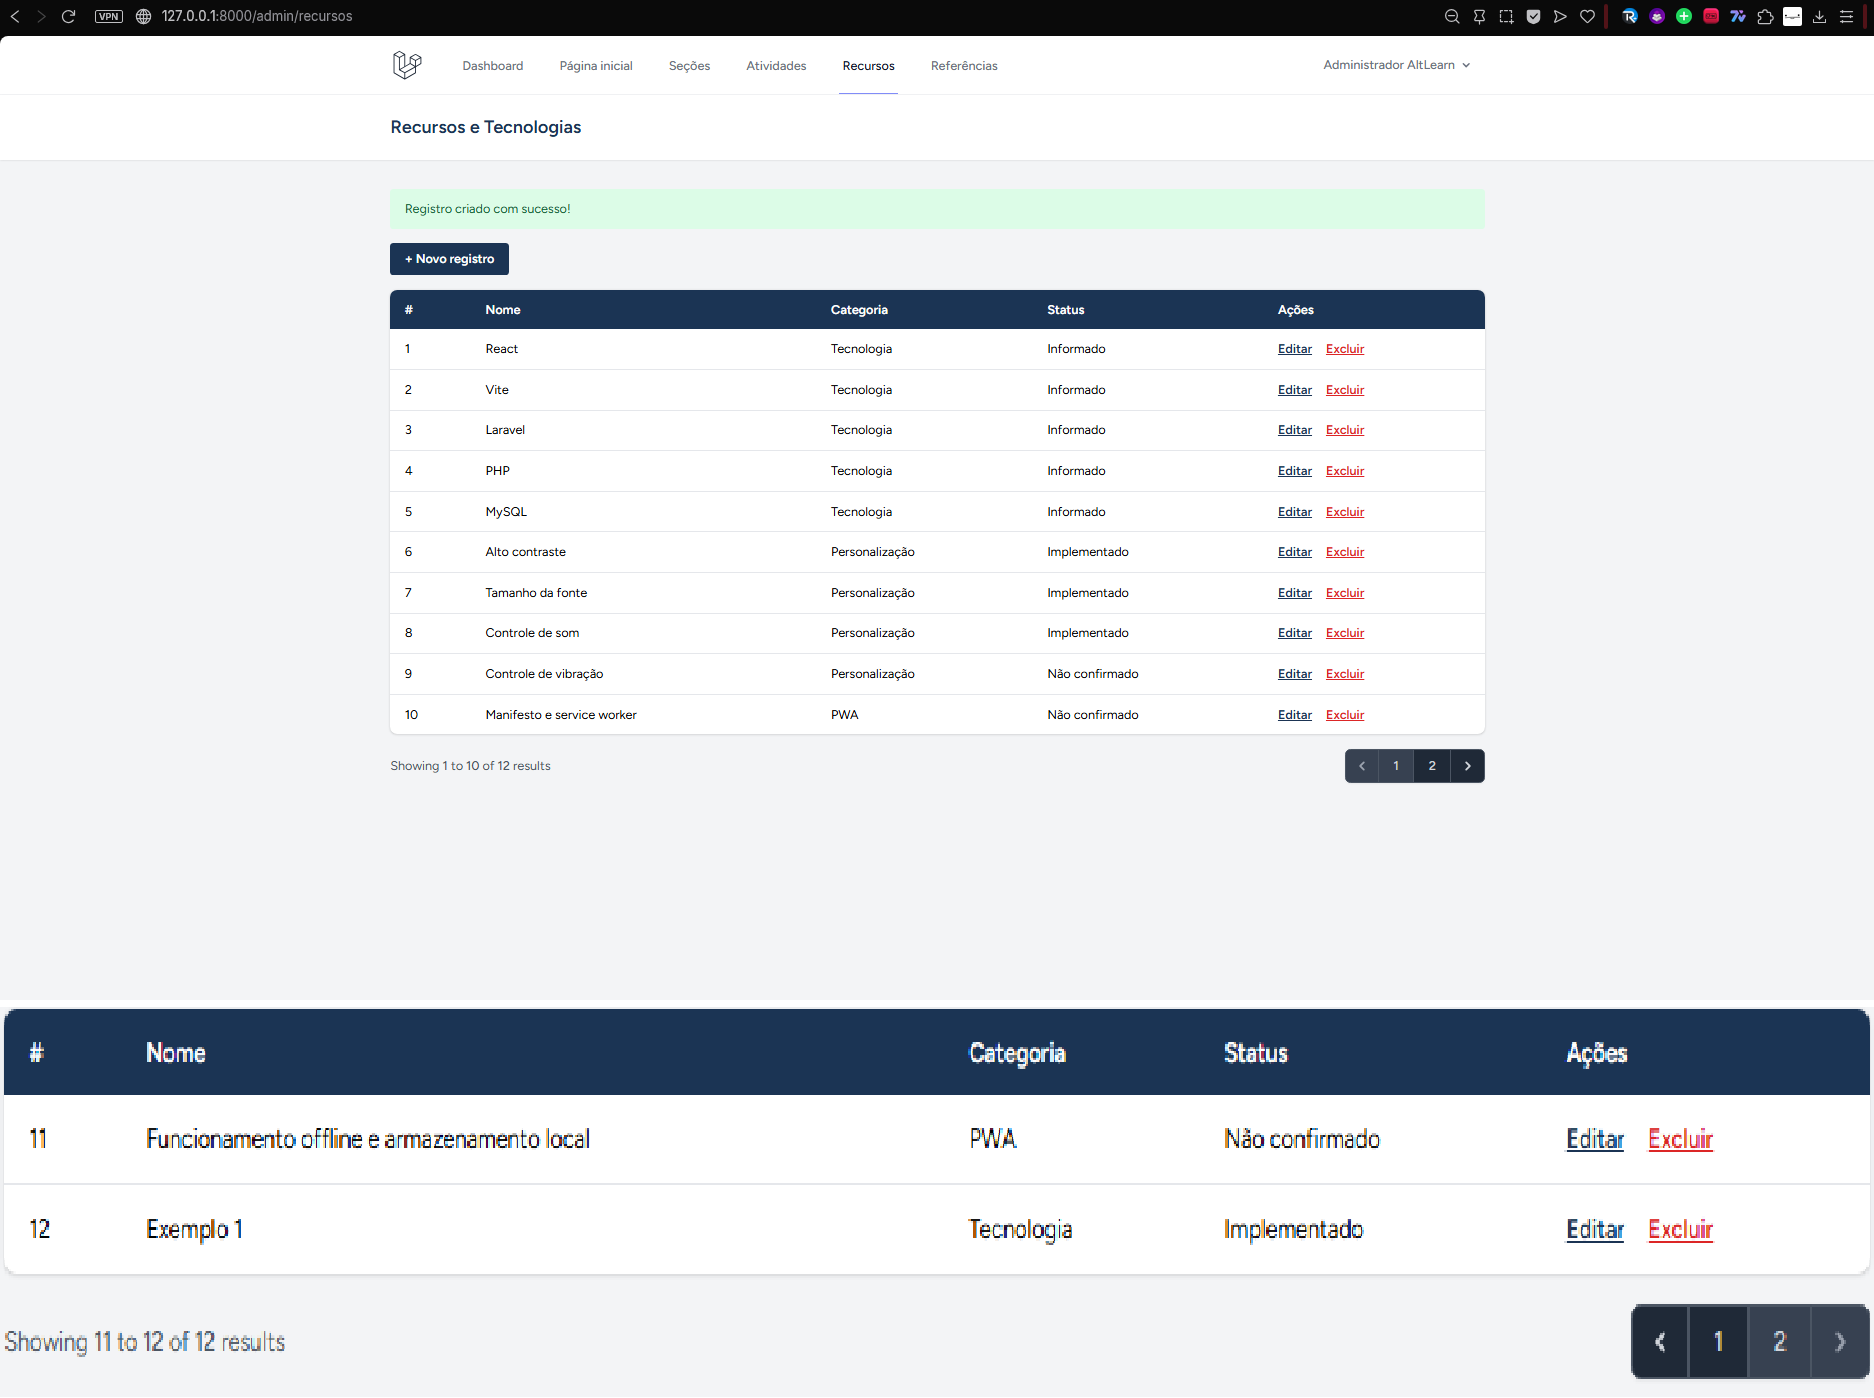 VPN 127.0.0.1:8000/admin/recursos
Dashboard Página inicial Seções Atividades Recursos Referências Administrador AltLearn
Recursos e Tecnologias
Registro criado com sucesso!
+ Novo registro
# Nome Categoria Status Ações
1 React Tecnologia Informado Editar Excluir
2 Vite Tecnologia Informado Editar Excluir
3 Laravel Tecnologia Informado Editar Excluir
4 PHP Tecnologia Informado Editar Excluir
5 MySQL Tecnologia Informado Editar Excluir
6 Alto contraste Personalização Implementado Editar Excluir
7 Tamanho da fonte Personalização Implementado Editar Excluir
8 Controle de som Personalização Implementado Editar Excluir
9 Controle de vibração Personalização Não confirmado Editar Excluir
10 Manifesto e service worker PWA Não confirmado Editar Excluir
Showing 1 to 10 of 12 results 1 2
# Nome Categoria Status Ações
11 Funcionamento offline e armazenamento local PWA Não confirmado Editar Excluir
12 Exemplo 1 Tecnologia Implementado Editar Excluir
Showing 11 to 12 of 12 results 1 2